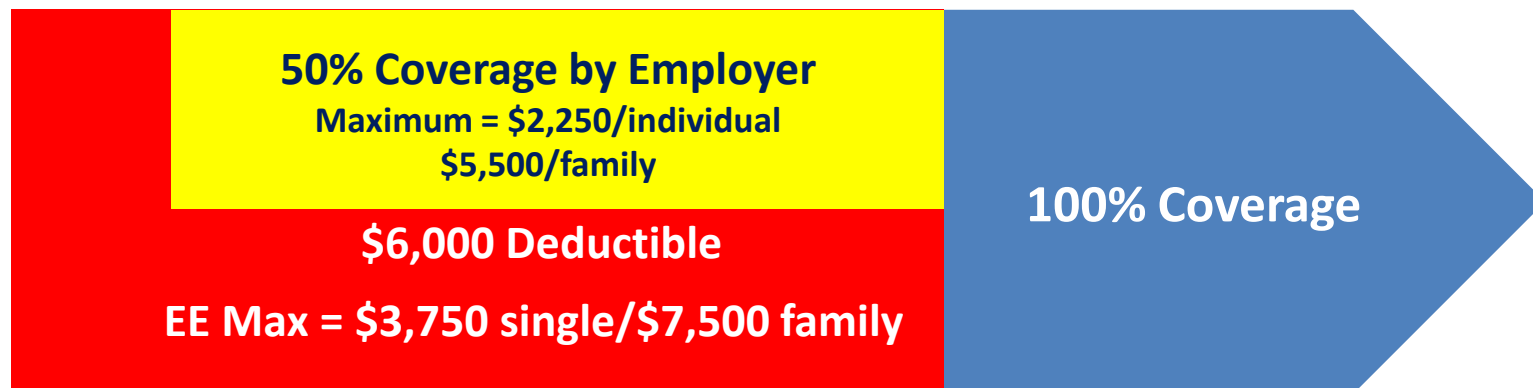 50% Coverage by Employer
Maximum = $2,250/individual
$5,500/family
$6,000 Deductible
EE Max = $3,750 single/$7,500 family
100% Coverage